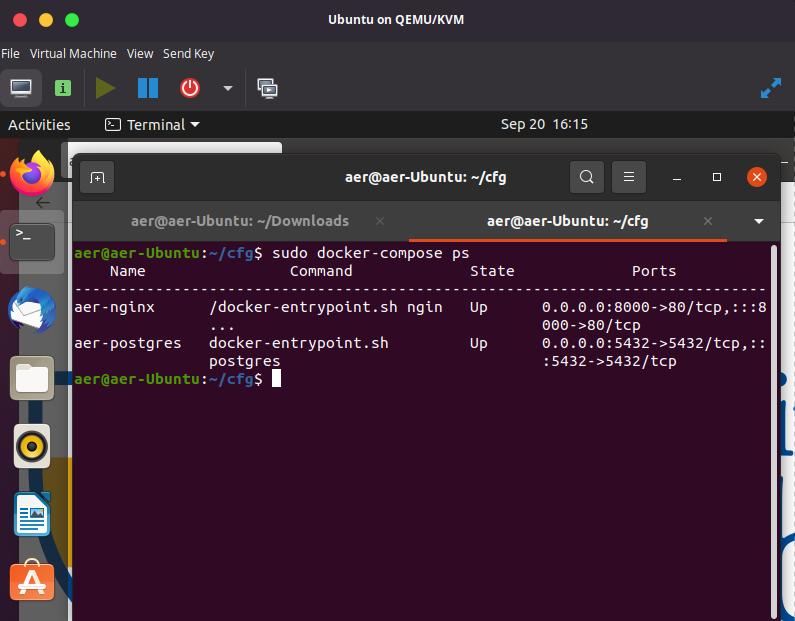 Ubuntu on QEMU/KVM
File Virtual Machine View Send Key
Activities Terminal Sep 20 16:15
aer@aer-Ubuntu: ~/cfg
aer@aer-Ubuntu: ~/Downloads × aer@aer-Ubuntu: ~/cfg ×
aer@aer-Ubuntu:~/cfg$ sudo docker-compose ps
Name Command State Ports
-----------------------------------------------------------------------------
aer-nginx /docker-entrypoint.sh ngin Up 0.0.0.0:8000->80/tcp,:::8
... 000->80/tcp
aer-postgres docker-entrypoint.sh Up 0.0.0.0:5432->5432/tcp,::
postgres :5432->5432/tcp
aer@aer-Ubuntu:~/cfg$